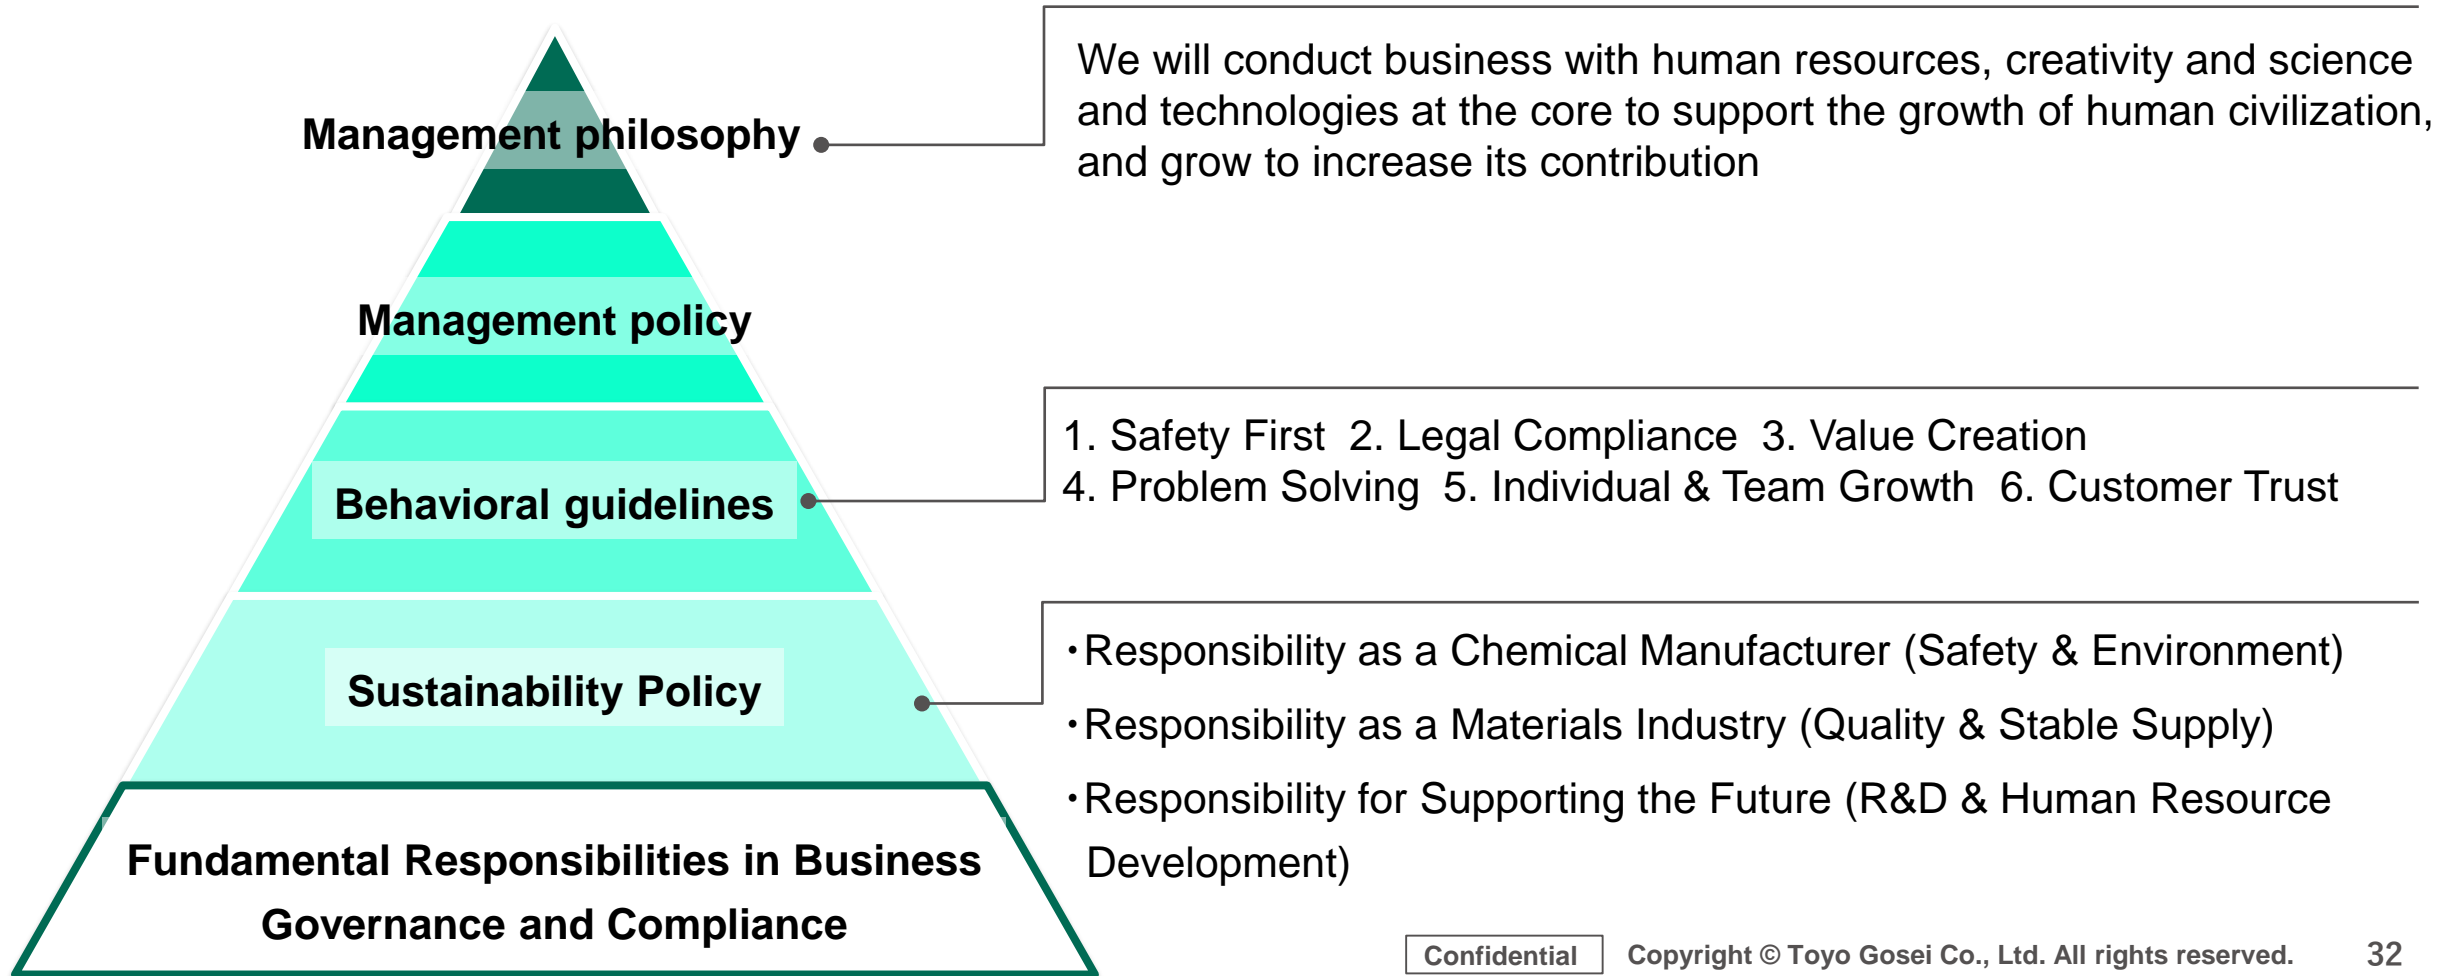 Management philosophy
We will conduct business with human resources, creativity and science
and technologies at the core to support the growth of human civilization,
and grow to increase its contribution
Management policy
Behavioral guidelines
1. Safety First 2. Legal Compliance 3. Value Creation
4. Problem Solving 5. Individual & Team Growth 6. Customer Trust
Sustainability Policy
・Responsibility as a Chemical Manufacturer (Safety & Environment)
・Responsibility as a Materials Industry (Quality & Stable Supply)
・Responsibility for Supporting the Future (R&D & Human Resource
Development)
Fundamental Responsibilities in Business
Governance and Compliance
Confidential Copyright © Toyo Gosei Co., Ltd. All rights reserved. 32